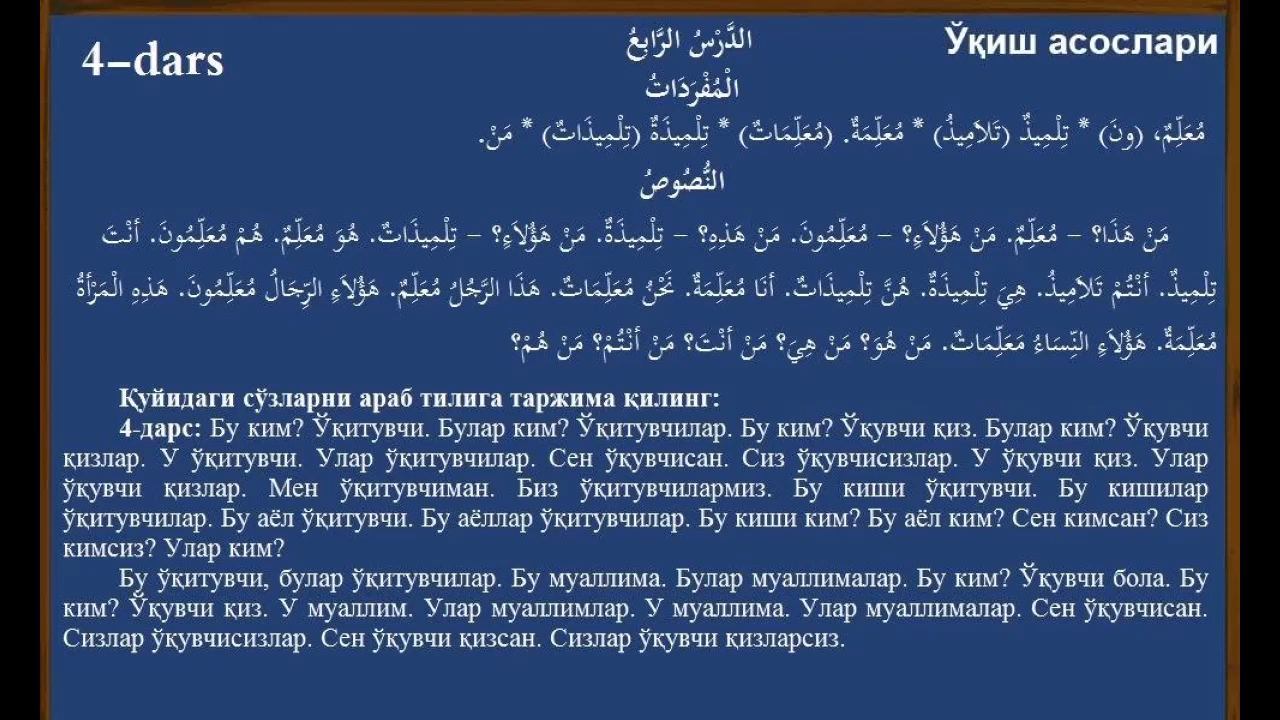 4–dars
الدَّرْسُ الرَّابِعُ
Ўқиш асослари
الْمُفْرَدَاتُ
مُعَلِّمٌ، (ونَ) * تِلْمِيذٌ (تَلاَمِيذُ) * مُعَلِّمَةٌ. (مُعَلِّمَاتٌ) * تِلْمِيذَةٌ (تِلْمِيذَاتٌ) * مَنْ.
النُّصُوصُ
مَنْ هَذَا؟ – مُعَلِّمٌ. مَنْ هَؤُلاَءِ؟ – مُعَلِّمُونَ. مَنْ هَذِهِ؟ – تِلْمِيذَةٌ. مَنْ هَؤُلاَءِ؟ – تِلْمِيذَاتٌ. هُوَ مُعَلِّمٌ. هُمْ مُعَلِّمُونَ. أَنْتَ
تِلْمِيذٌ. أَنْتُمْ تَلاَمِيذُ. هِيَ تِلْمِيذَةٌ. هُنَّ تِلْمِيذَاتٌ. أَنَا مُعَلِّمَةٌ. نَحْنُ مُعَلِّمَاتٌ. هَذَا الرَّجُلُ مُعَلِّمٌ. هَؤُلاَءِ الرِّجَالُ مُعَلِّمُونَ. هَذِهِ الْمَرْأَةُ
مُعَلِّمَةٌ. هَؤُلاَءِ النِّسَاءُ مَعَلِّمَاتٌ. مَنْ هُوَ؟ مَنْ هِيَ؟ مَنْ أَنْتَ؟ مَنْ أَنْتُمْ؟ مَنْ هُمْ؟
Қуйидаги сўзларни араб тилига таржима қилинг:
4-дарс: Бу ким? Ўқитувчи. Булар ким? Ўқитувчилар. Бу ким? Ўқувчи қиз. Булар ким? Ўқувчи
қизлар. У ўқитувчи. Улар ўқитувчилар. Сен ўқувчисан. Сиз ўқувчисизлар. У ўқувчи қиз. Улар
ўқувчи қизлар. Мен ўқитувчиман. Биз ўқитувчилармиз. Бу киши ўқитувчи. Бу кишилар
ўқитувчилар. Бу аёл ўқитувчи. Бу аёллар ўқитувчилар. Бу киши ким? Бу аёл ким? Сен кимсан? Сиз
кимсиз? Улар ким?
Бу ўқитувчи, булар ўқитувчилар. Бу муаллима. Булар муаллималар. Бу ким? Ўқувчи бола. Бу
ким? Ўқувчи қиз. У муаллим. Улар муаллимлар. У муаллима. Улар муаллималар. Сен ўқувчисан.
Сизлар ўқувчисизлар. Сен ўқувчи қизсан. Сизлар ўқувчи қизларсиз.